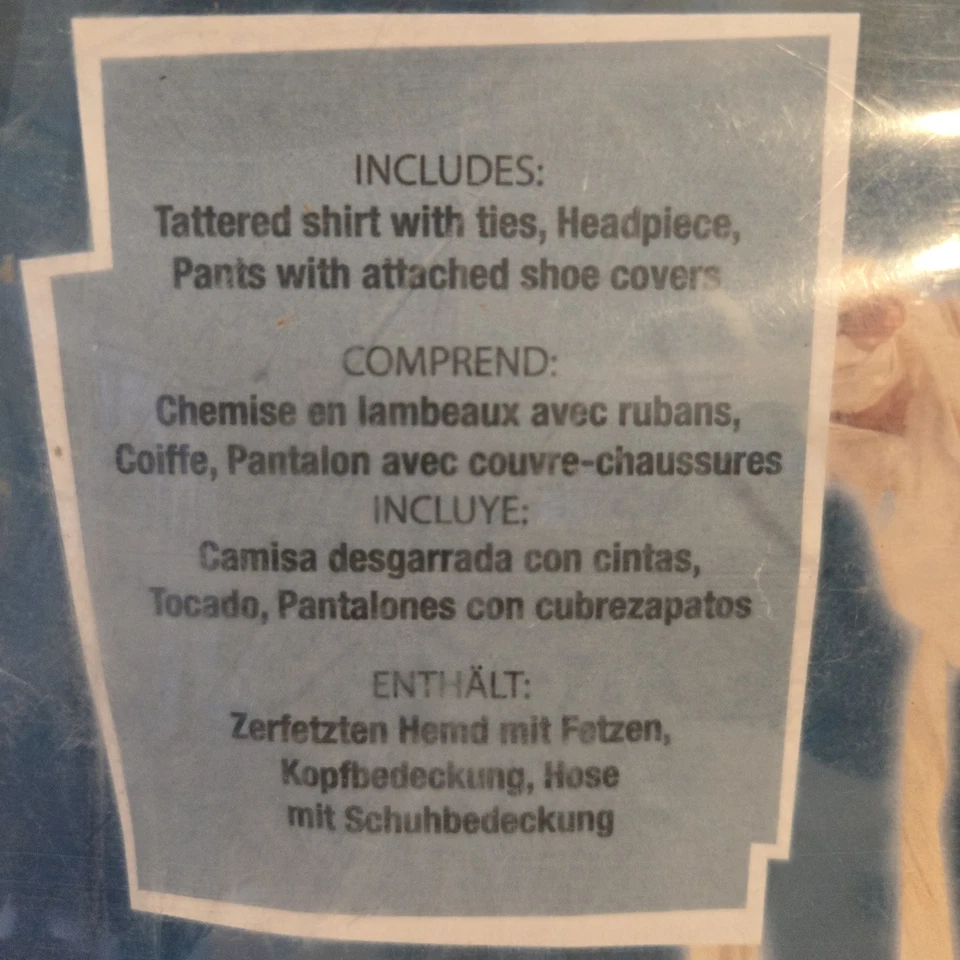 INCLUDES:
Tattered shirt with ties, Headpiece,
Pants with attached shoe covers
COMPREND:
Chemise en lambeaux avec rubans,
Coiffe, Pantalon avec couvre-chaussures
INCLUYE:
Camisa desgarrada con cintas,
Tocado, Pantalones con cubrezapatos
ENTHÄLT:
Zerfetzten Hemd mit Fetzen,
Kopfbedeckung, Hose
mit Schuhbedeckung